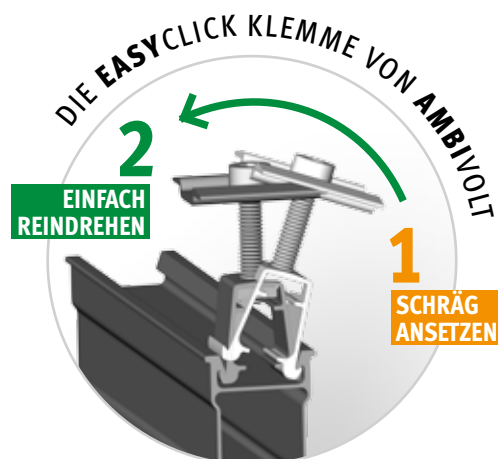 DIE EASYCLICK KLEMME VON AMBIVOLT
2
EINFACH
REINDREHEN
1
SCHRÄG
ANSETZEN